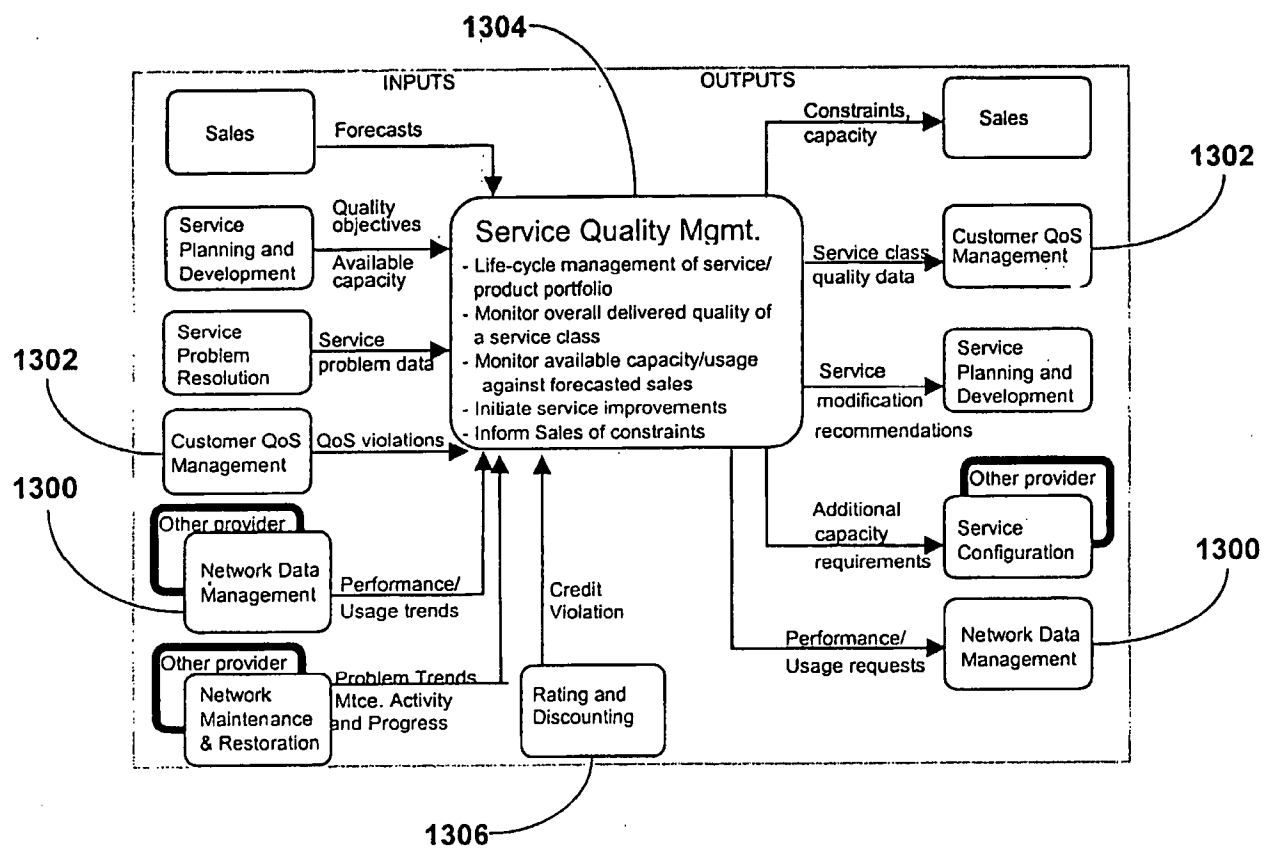 1304
INPUTS
OUTPUTS
Sales
Forecasts
Constraints,
capacity
Sales
1302
Service
Planning and
Development
Quality
objectives
Available
capacity
Service Quality Mgmt.
- Life-cycle management of service/
product portfolio
- Monitor overall delivered quality of
a service class
- Monitor available capacity/usage
against forecasted sales
- Initiate service improvements
- Inform Sales of constraints
Service class
quality data
Customer QoS
Management
Service
Problem
Resolution
Service
problem data
Service
modification
recommendations
Service
Planning and
Development
1302
Customer QoS
Management
QoS violations
1300
Other provider
Network Data
Management
Performance/
Usage trends
Credit
Violation
Additional
capacity
requirements
Other provider
Service
Configuration
1300
Other provider
Network
Maintenance
& Restoration
Problem Trends
Mtce. Activity
and Progress
Rating and
Discounting
Performance/
Usage requests
Network Data
Management
1306